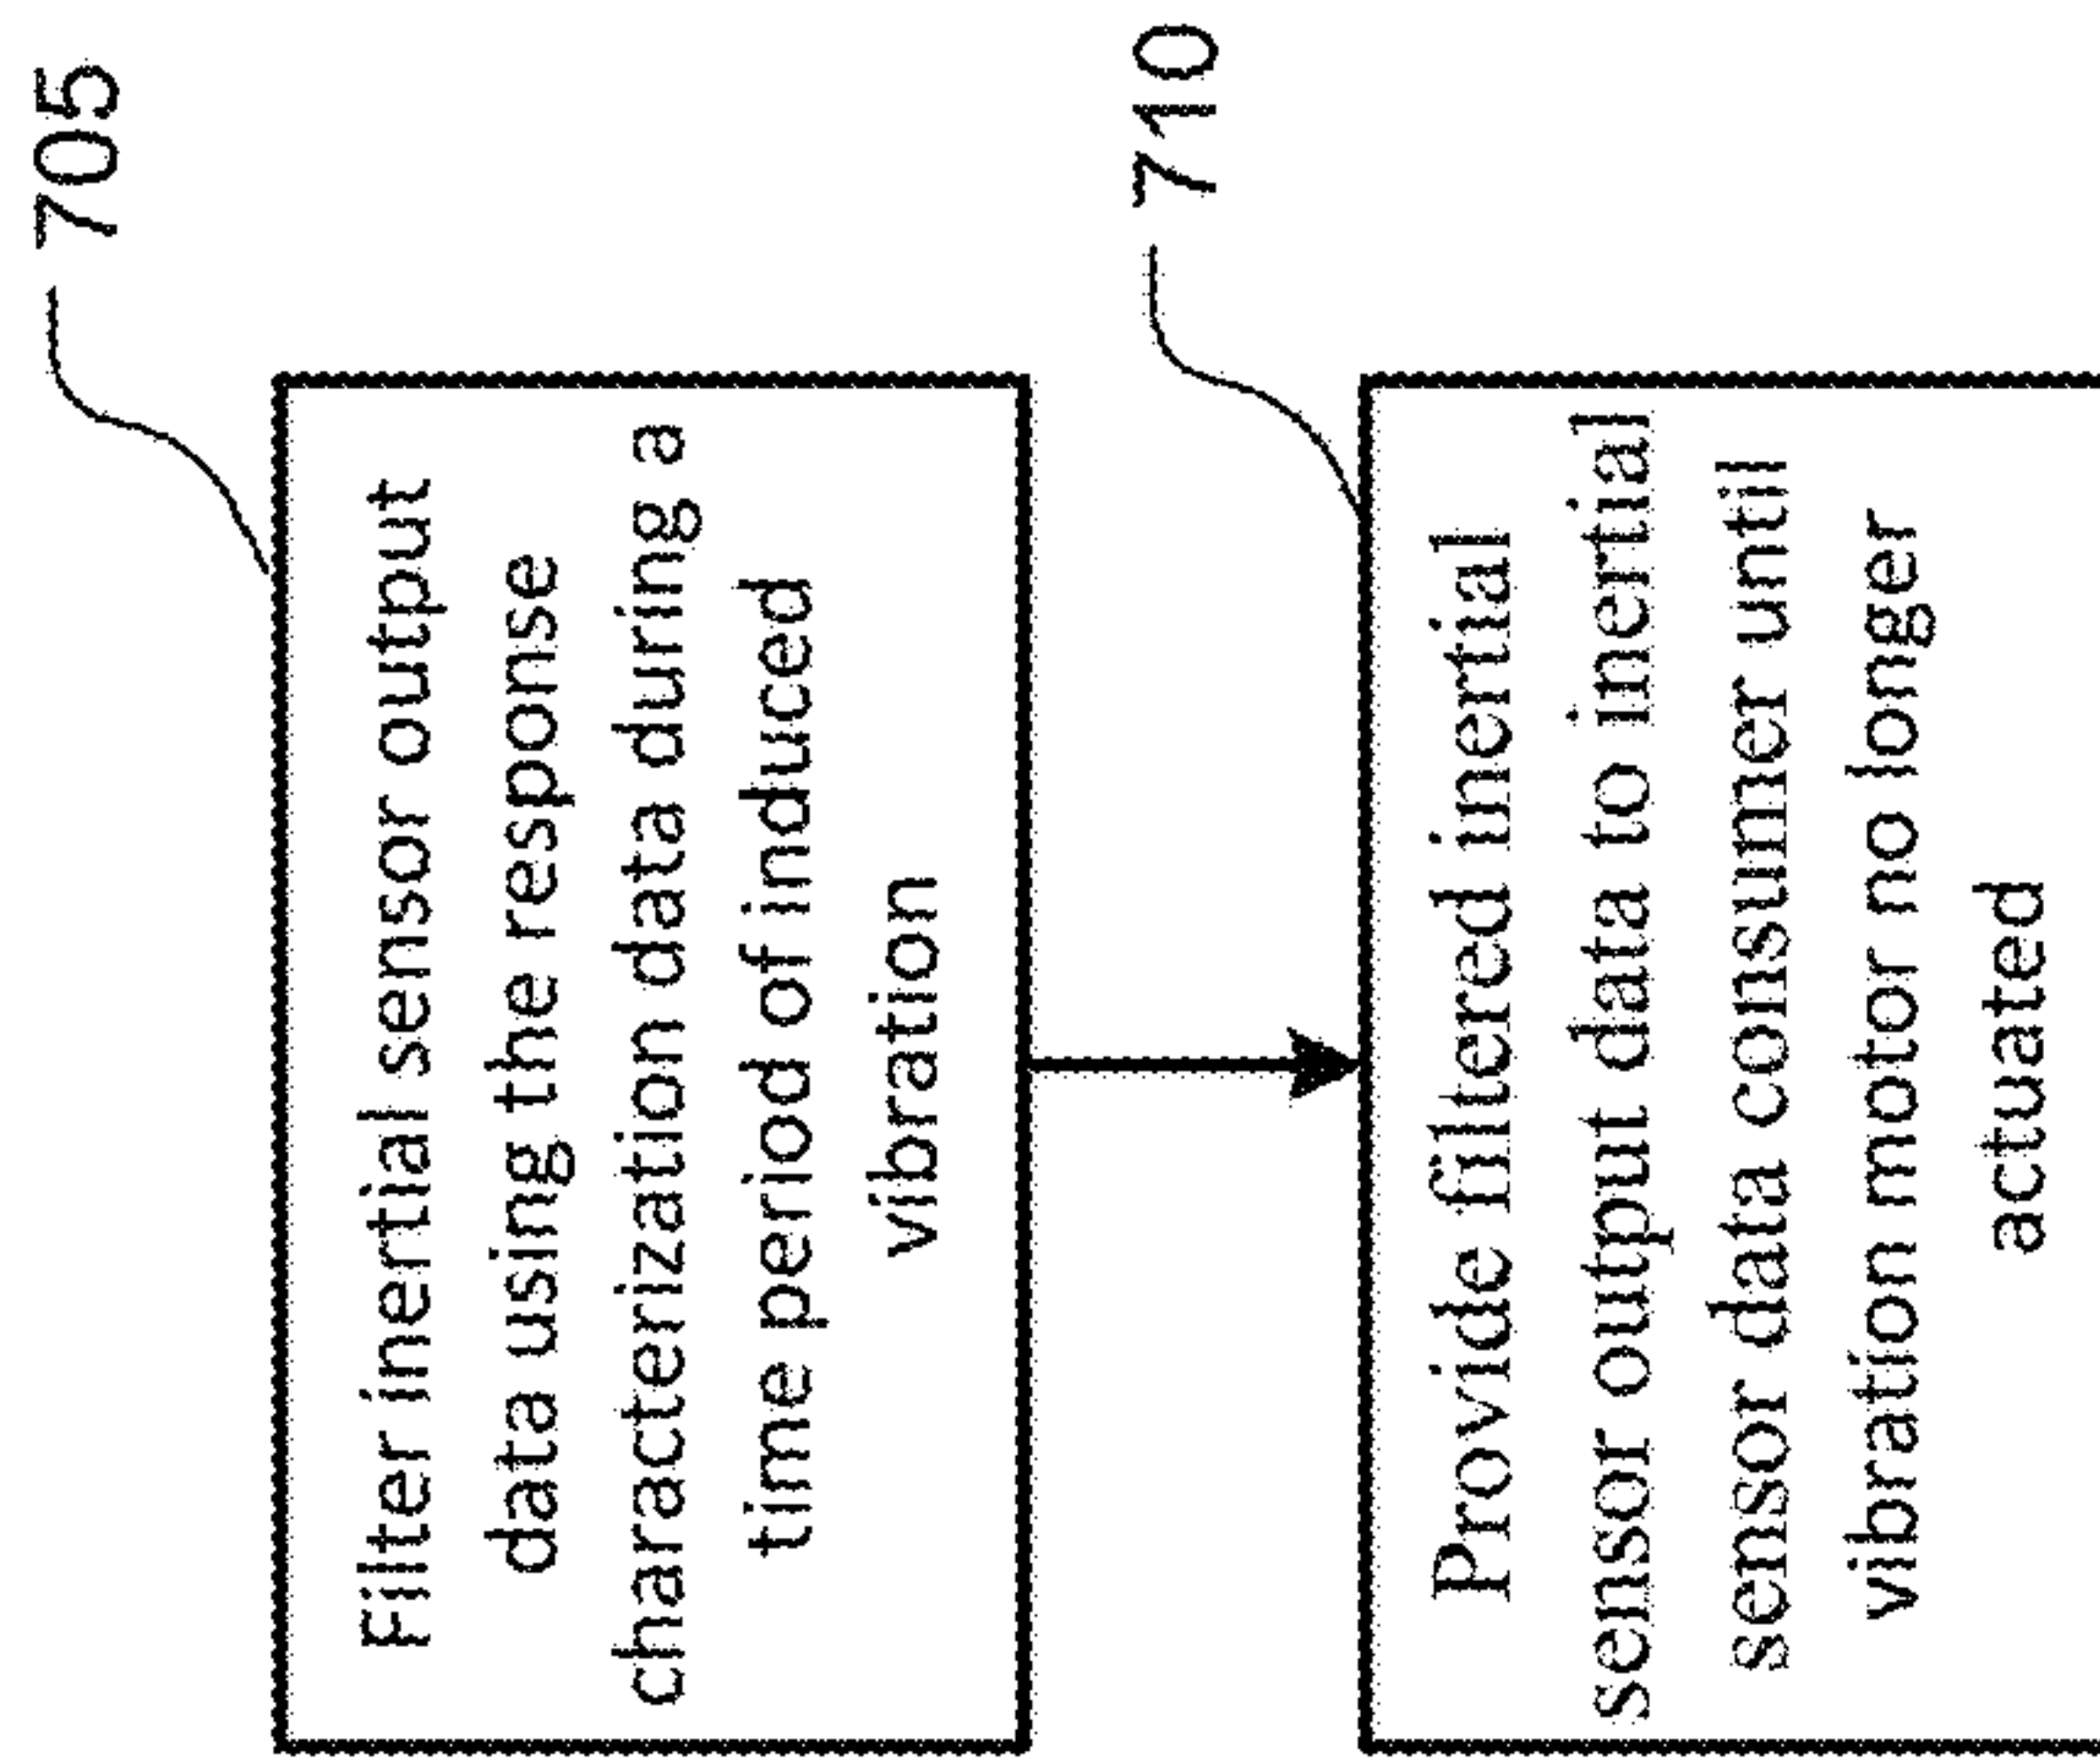 705
Filter inertial sensor output
data using the response
characterization data during a
time period of induced
vibration
710
Provide filtered inertial
sensor output data to inertial
sensor data consumer until
vibration motor no longer
actuated